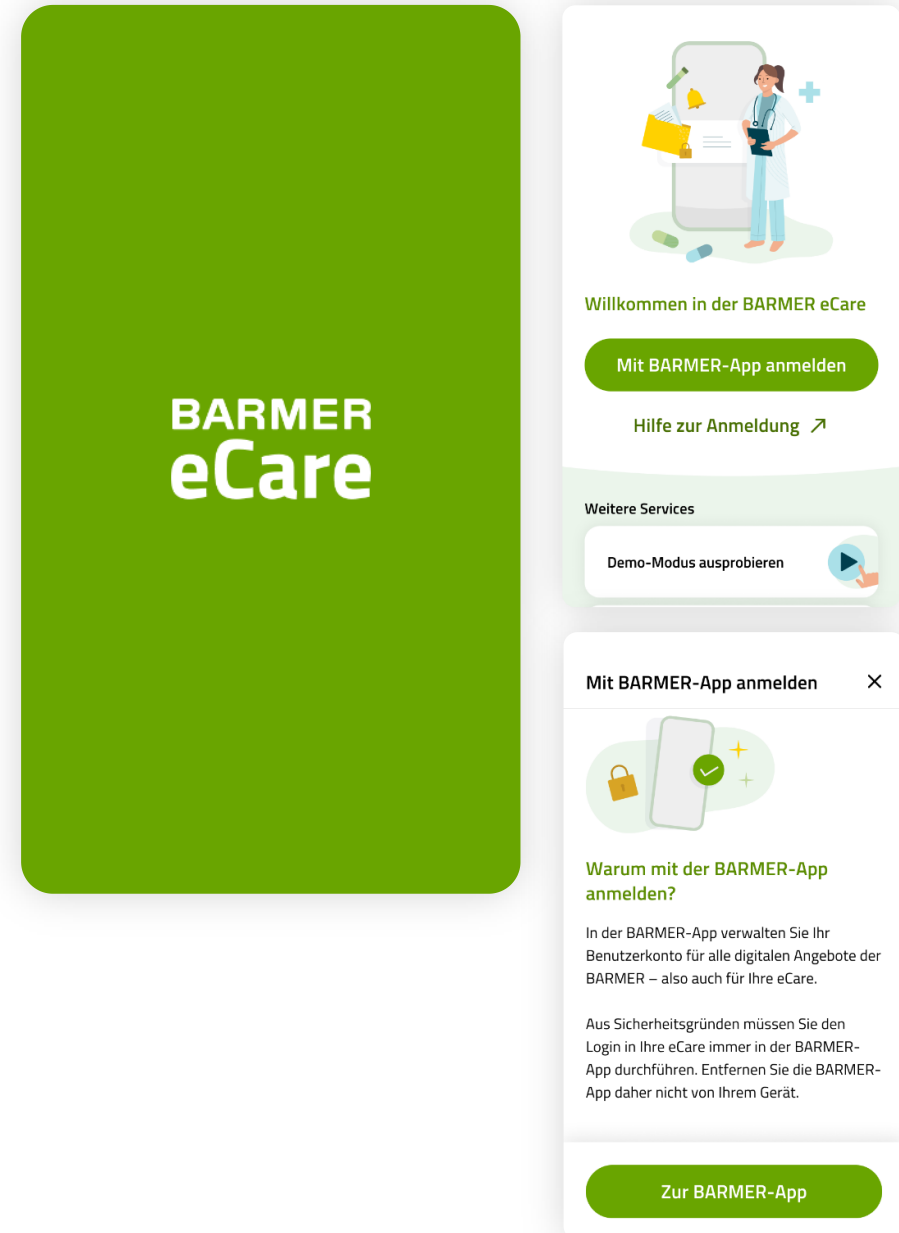 BARMER
eCare
Willkommen in der BARMER eCare
Mit BARMER-App anmelden
Hilfe zur Anmeldung
Weitere Services
Demo-Modus ausprobieren
Mit BARMER-App anmelden
Warum mit der BARMER-App
anmelden?
In der BARMER-App verwalten Sie Ihr
Benutzerkonto für alle digitalen Angebote der
BARMER – also auch für Ihre eCare.
Aus Sicherheitsgründen müssen Sie den
Login in Ihre eCare immer in der BARMER-
App durchführen. Entfernen Sie die BARMER-
App daher nicht von Ihrem Gerät.
Zur BARMER-App